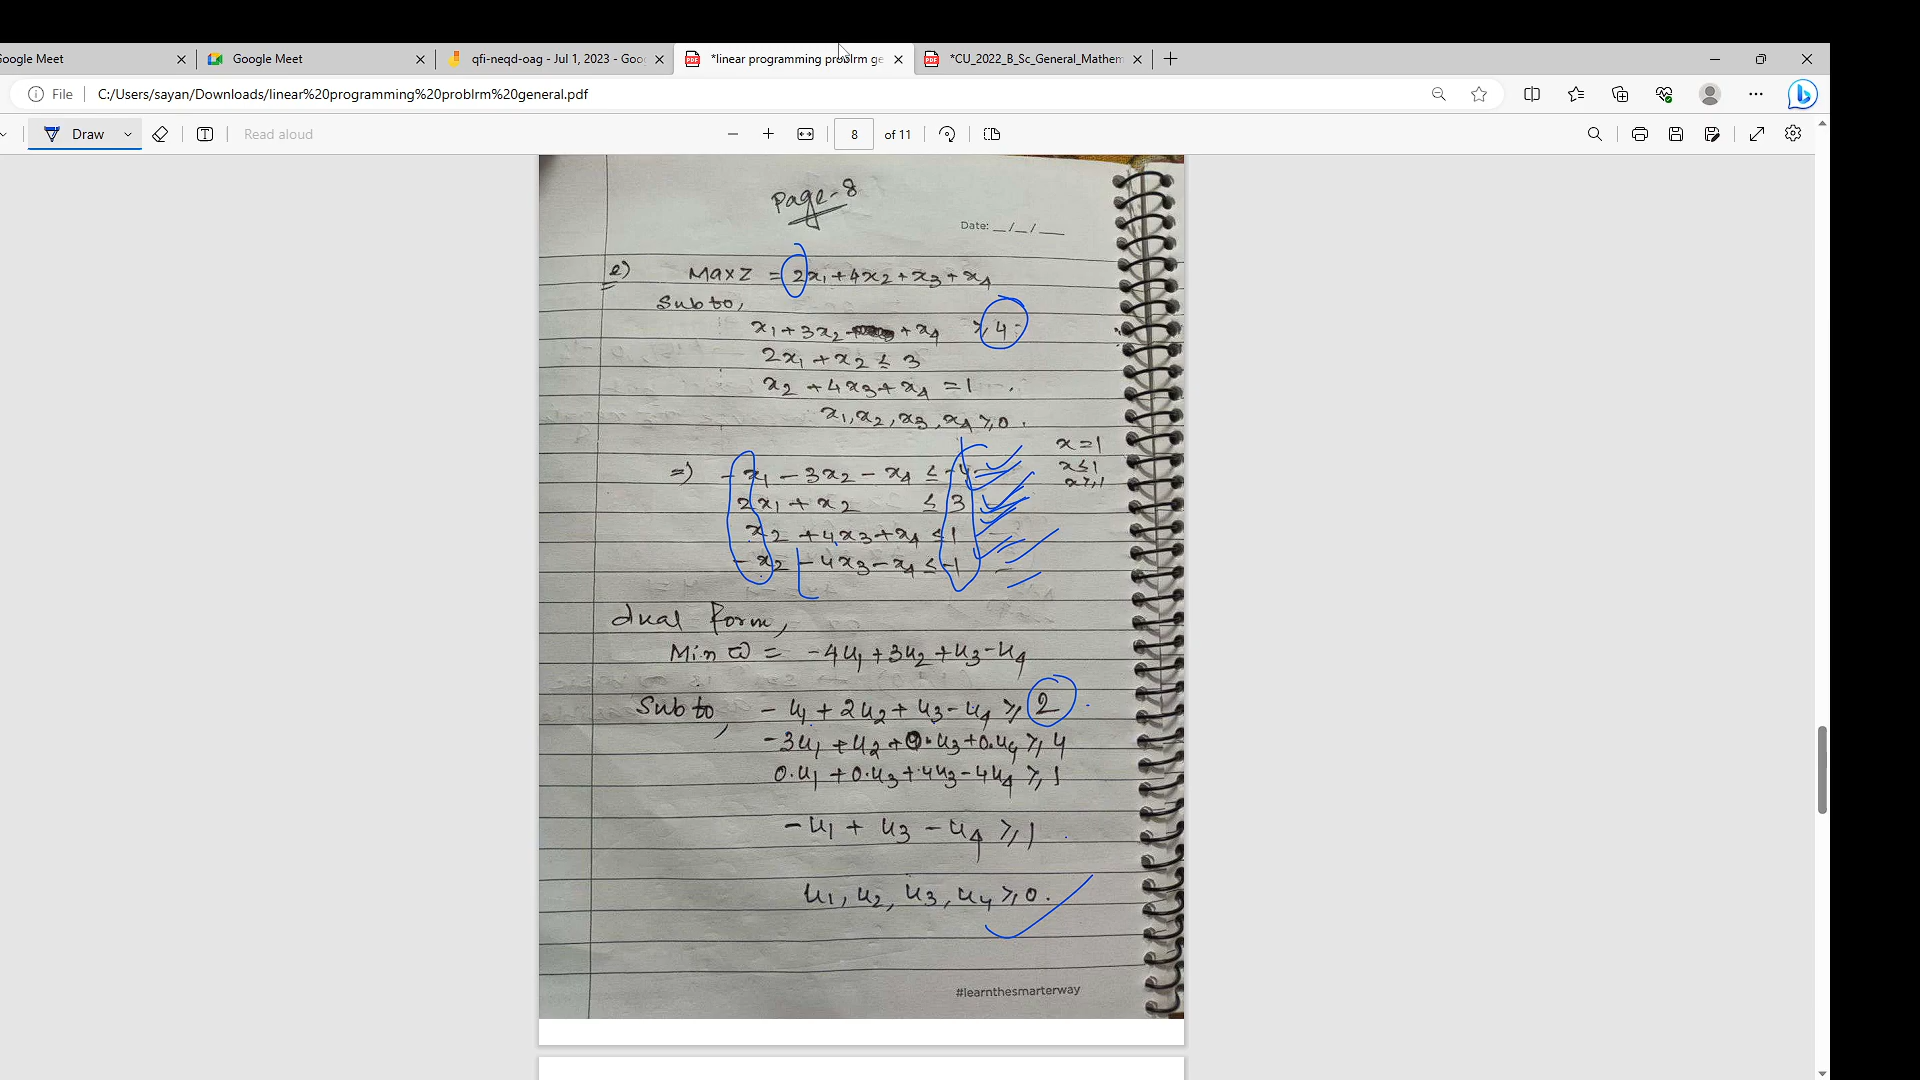 Google Meet
Google Meet
qfi-neqd-oag - Jul 1, 2023 - Goo
*linear programming problrm ge
*CU_2022_B_Sc_General_Mathem
File C:/Users/sayan/Downloads/linear%20programming%20problrm%20general.pdf
Draw
Read aloud
8 of 11
Page-8
Date: __/__/___
e) Max Z = 2x₁+4x₂+x₃+x₄
Sub to,
x₁+3x₂ +x₄ ≥ 4
2x₁+x₂ ≤ 3
x₂+4x₃+x₄ =1
x₁,x₂,x₃,x₄ ≥0.
x=1
x≤1
x≥1
⇒) -x₁-3x₂-x₄ ≤ -4
2x₁+x₂ ≤ 3
x₂+4x₃+x₄ ≤ 1
-x₂-4x₃-x₄ ≤ -1
dual form,
Min ω = -4u₁+3u₂+u₃-u₄
Sub to, -u₁+2u₂+u₃-u₄ ≥ 2
-3u₁+u₂+0.u₃+0.u₄ ≥ 4
0.u₁+0.u₃+4u₃-4u₄ ≥ 1
-u₁+u₃-u₄ ≥ 1
u₁,u₂,u₃,u₄ ≥0.
#learnthesmarterway